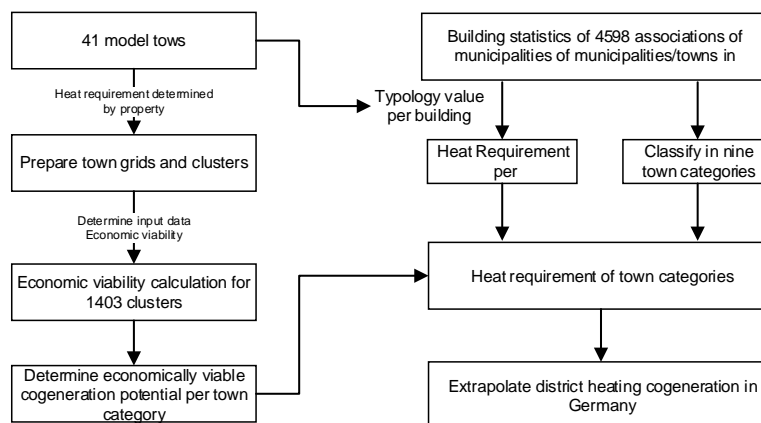 41 model tows
Heat requirement determined
by property
Prepare town grids and clusters
Determine input data
Economic viability
Economic viability calculation for
1403 clusters
Determine economically viable
cogeneration potential per town
category
Typology value
per building
Building statistics of 4598 associations of
municipalities of municipalities/towns in
Heat Requirement
per
Classify in nine
town categories
Heat requirement of town categories
Extrapolate district heating cogeneration in
Germany